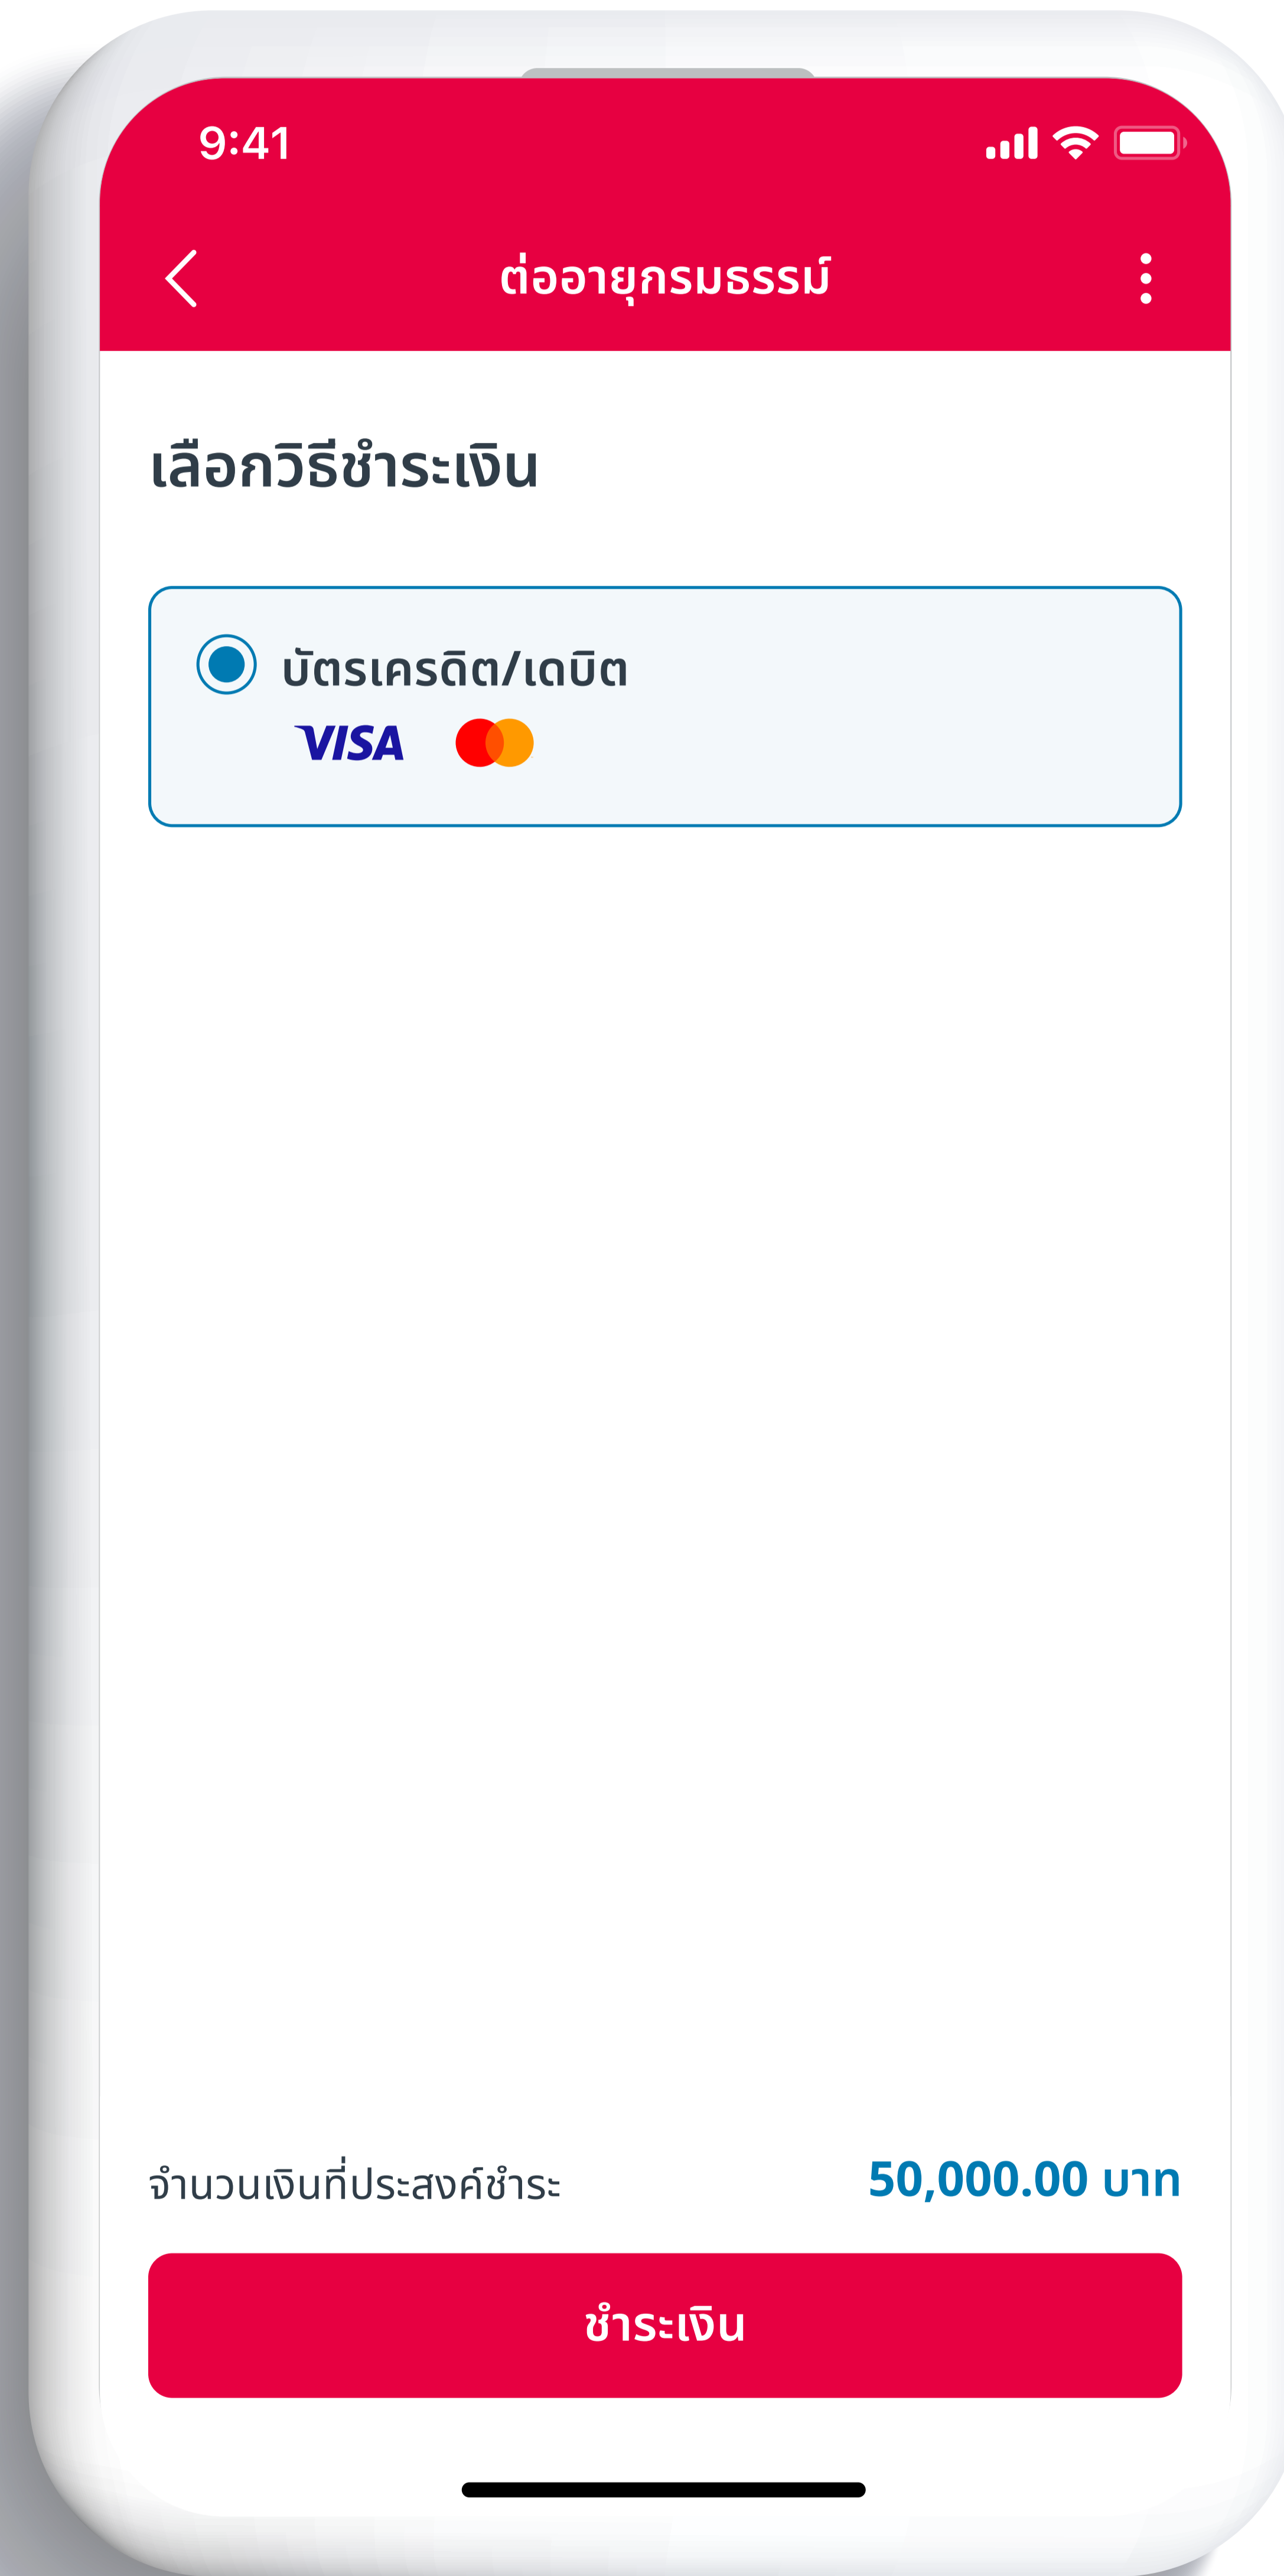 9:41
ต่ออายุกรมธรรม์
เลือกวิธีชำระเงิน
บัตรเครดิต/เดบิต
VISA
จำนวนเงินที่ประสงค์ชำระ 50,000.00 บาท
ชำระเงิน